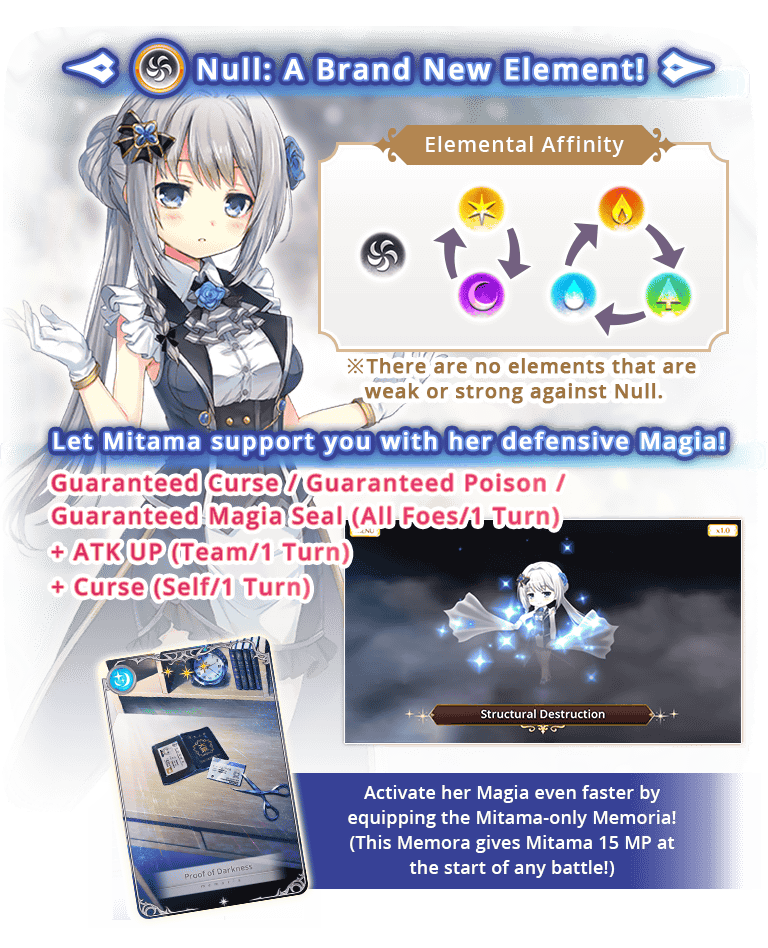 Null: A Brand New Element!
Elemental Affinity
※There are no elements that are
weak or strong against Null.
Let Mitama support you with her defensive Magia!
Guaranteed Curse / Guaranteed Poison /
Guaranteed Magia Seal (All Foes/1 Turn)
+ ATK UP (Team/1 Turn)
+ Curse (Self/1 Turn)
x1.0
Structural Destruction
Activate her Magia even faster by
equipping the Mitama-only Memoria!
(This Memora gives Mitama 15 MP at
the start of any battle!)
Proof of Darkness
Memoria